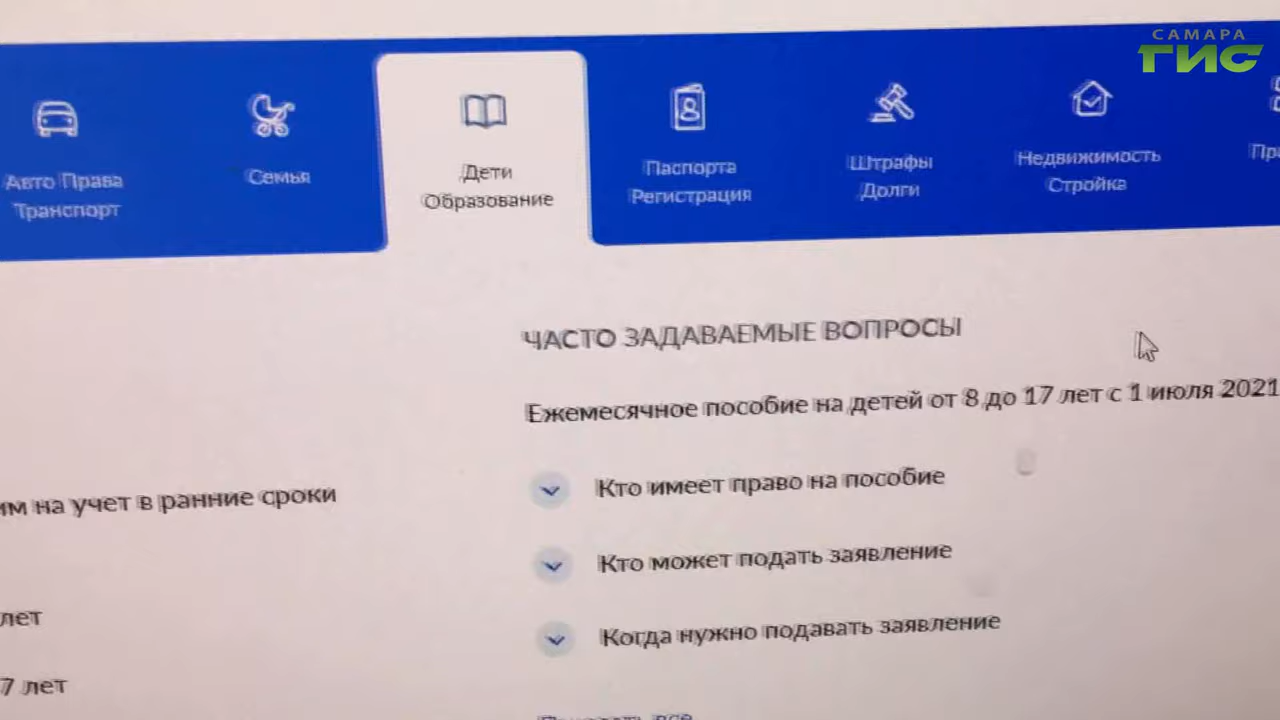 САМАРА
ГИС
Авто Права
Транспорт
Семья
Дети
Образование
Паспорта
Регистрация
Штрафы
Долги
Недвижимость
Стройка
ЧАСТО ЗАДАВАЕМЫЕ ВОПРОСЫ
Ежемесячное пособие на детей от 8 до 17 лет с 1 июля 2021
Кто имеет право на пособие
Кто может подать заявление
Когда нужно подавать заявление
на учет в ранние сроки
лет
7 лет